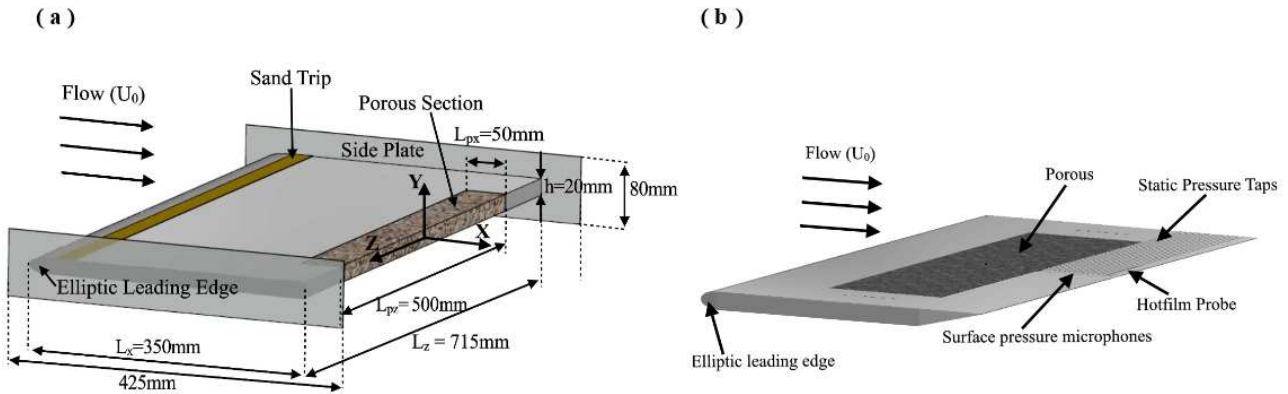 ( a )
Flow (U₀)
Sand Trip
Porous Section
Lₚₓ=50mm
Side Plate
h=20mm
80mm
Y
X
Z
Elliptic Leading Edge
Lₚz=500mm
Lz = 715mm
Lₓ=350mm
425mm
( b )
Flow (U₀)
Porous
Static Pressure Taps
Hotfilm Probe
Surface pressure microphones
Elliptic leading edge